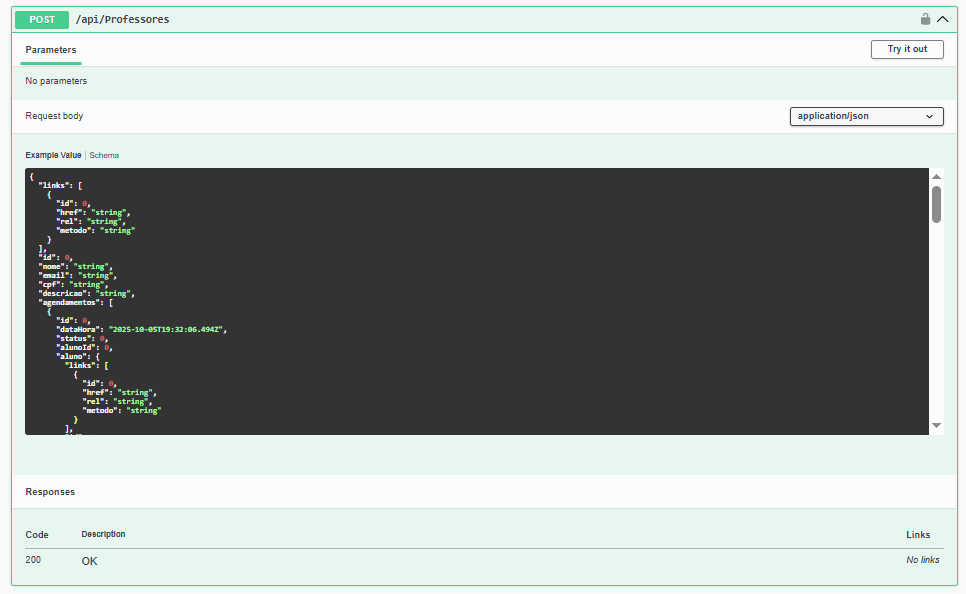 POST /api/Professores
Parameters
Try it out
No parameters
Request body
application/json
Example Value | Schema
{
  "links": [
    {
      "id": 0,
      "href": "string",
      "rel": "string",
      "metodo": "string"
    }
  ],
  "id": 0,
  "nome": "string",
  "email": "string",
  "cpf": "string",
  "descricao": "string",
  "agendamentos": [
    {
      "id": 0,
      "dataHora": "2025-10-05T19:32:06.494Z",
      "status": 0,
      "alunoId": 0,
      "aluno": {
        "links": [
          {
            "id": 0,
            "href": "string",
            "rel": "string",
            "metodo": "string"
          }
        ],
Responses
Code Description Links
200 OK No links